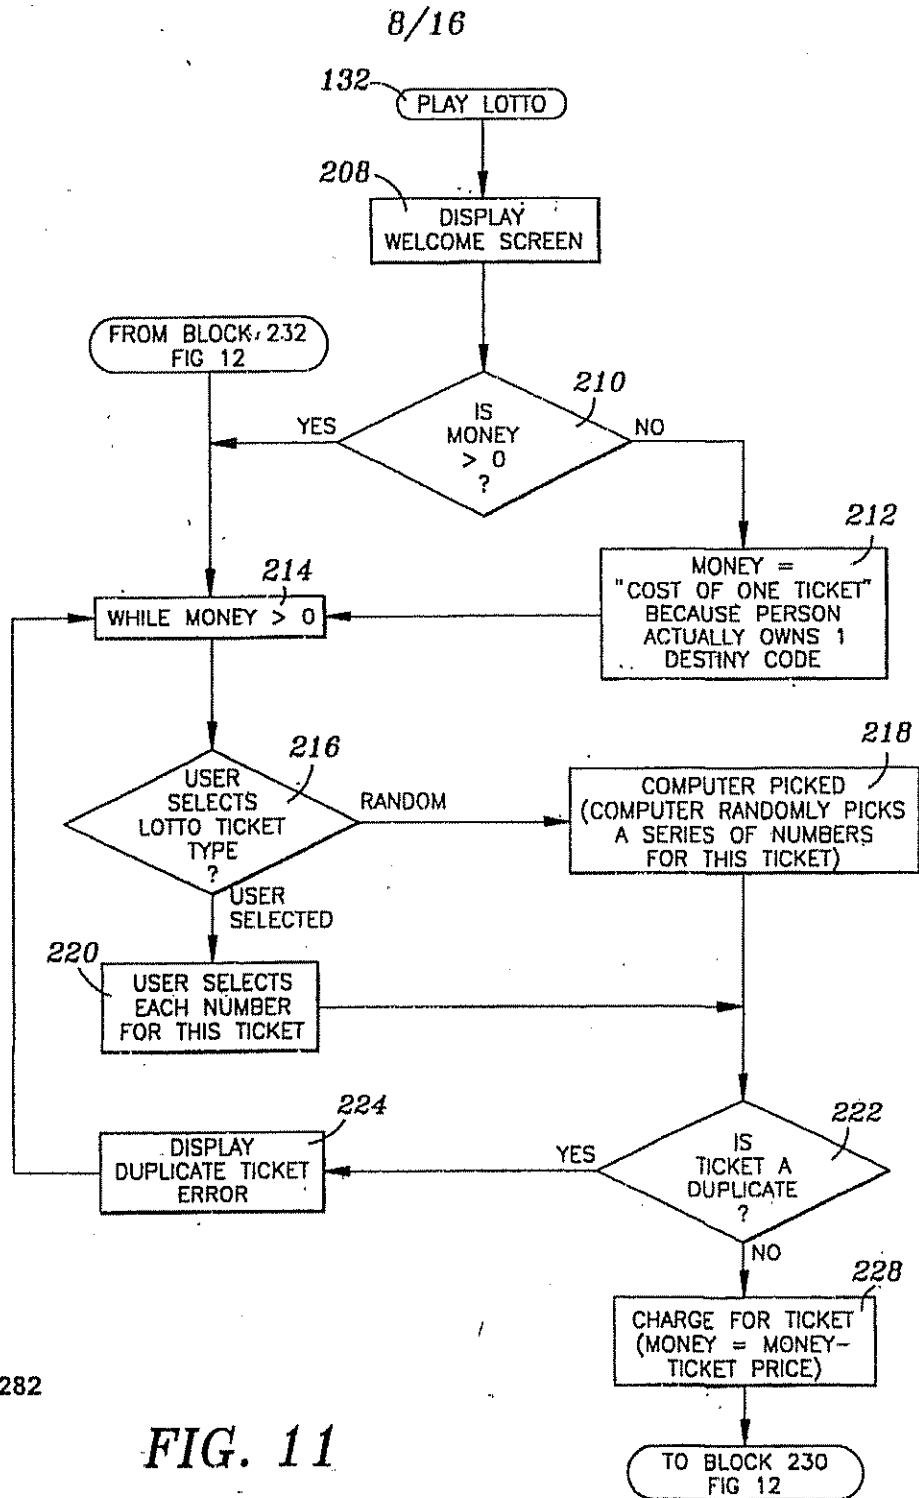 8/16
132
PLAY LOTTO
208
DISPLAY
WELCOME SCREEN
FROM BLOCK 232
FIG 12
210
IS
MONEY
> 0
?
YES
NO
212
MONEY =
"COST OF ONE TICKET"
BECAUSE PERSON
ACTUALLY OWNS 1
DESTINY CODE
214
WHILE MONEY > 0
216
USER
SELECTS
LOTTO TICKET
TYPE
?
RANDOM
218
COMPUTER PICKED
(COMPUTER RANDOMLY PICKS
A SERIES OF NUMBERS
FOR THIS TICKET)
USER
SELECTED
220
USER SELECTS
EACH NUMBER
FOR THIS TICKET
222
IS
TICKET A
DUPLICATE
?
YES
224
DISPLAY
DUPLICATE TICKET
ERROR
NO
228
CHARGE FOR TICKET
(MONEY = MONEY-
TICKET PRICE)
TO BLOCK 230
FIG 12
282
FIG. 11